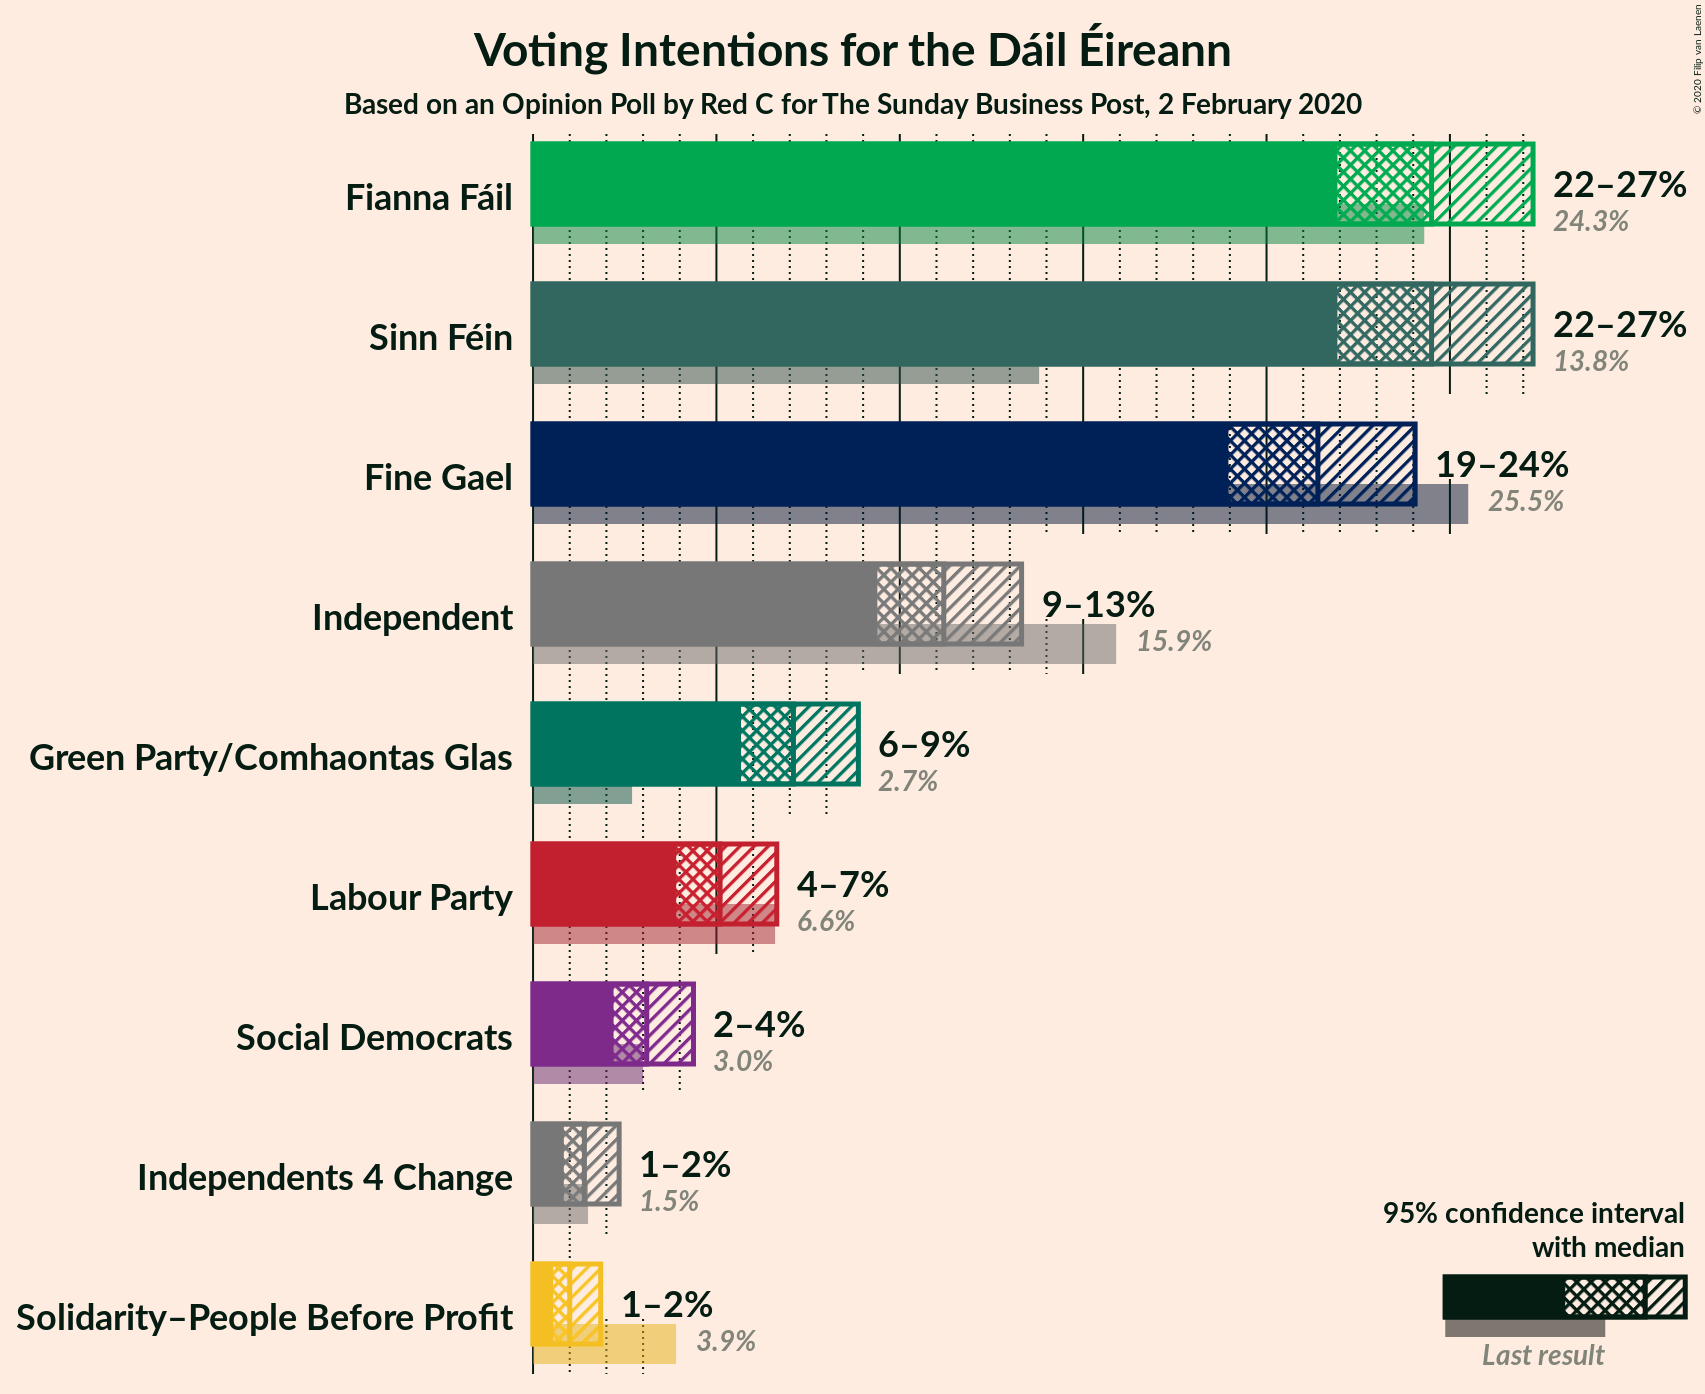 Voting Intentions for the Dáil Éireann
Based on an Opinion Poll by Red C for The Sunday Business Post, 2 February 2020
© 2020 Filip van Laenen
Fianna Fáil
22–27%
24.3%
Sinn Féin
22–27%
13.8%
Fine Gael
19–24%
25.5%
Independent
9–13%
15.9%
Green Party/Comhaontas Glas
6–9%
2.7%
Labour Party
4–7%
6.6%
Social Democrats
2–4%
3.0%
Independents 4 Change
1–2%
1.5%
Solidarity–People Before Profit
1–2%
3.9%
95% confidence interval
with median
Last result